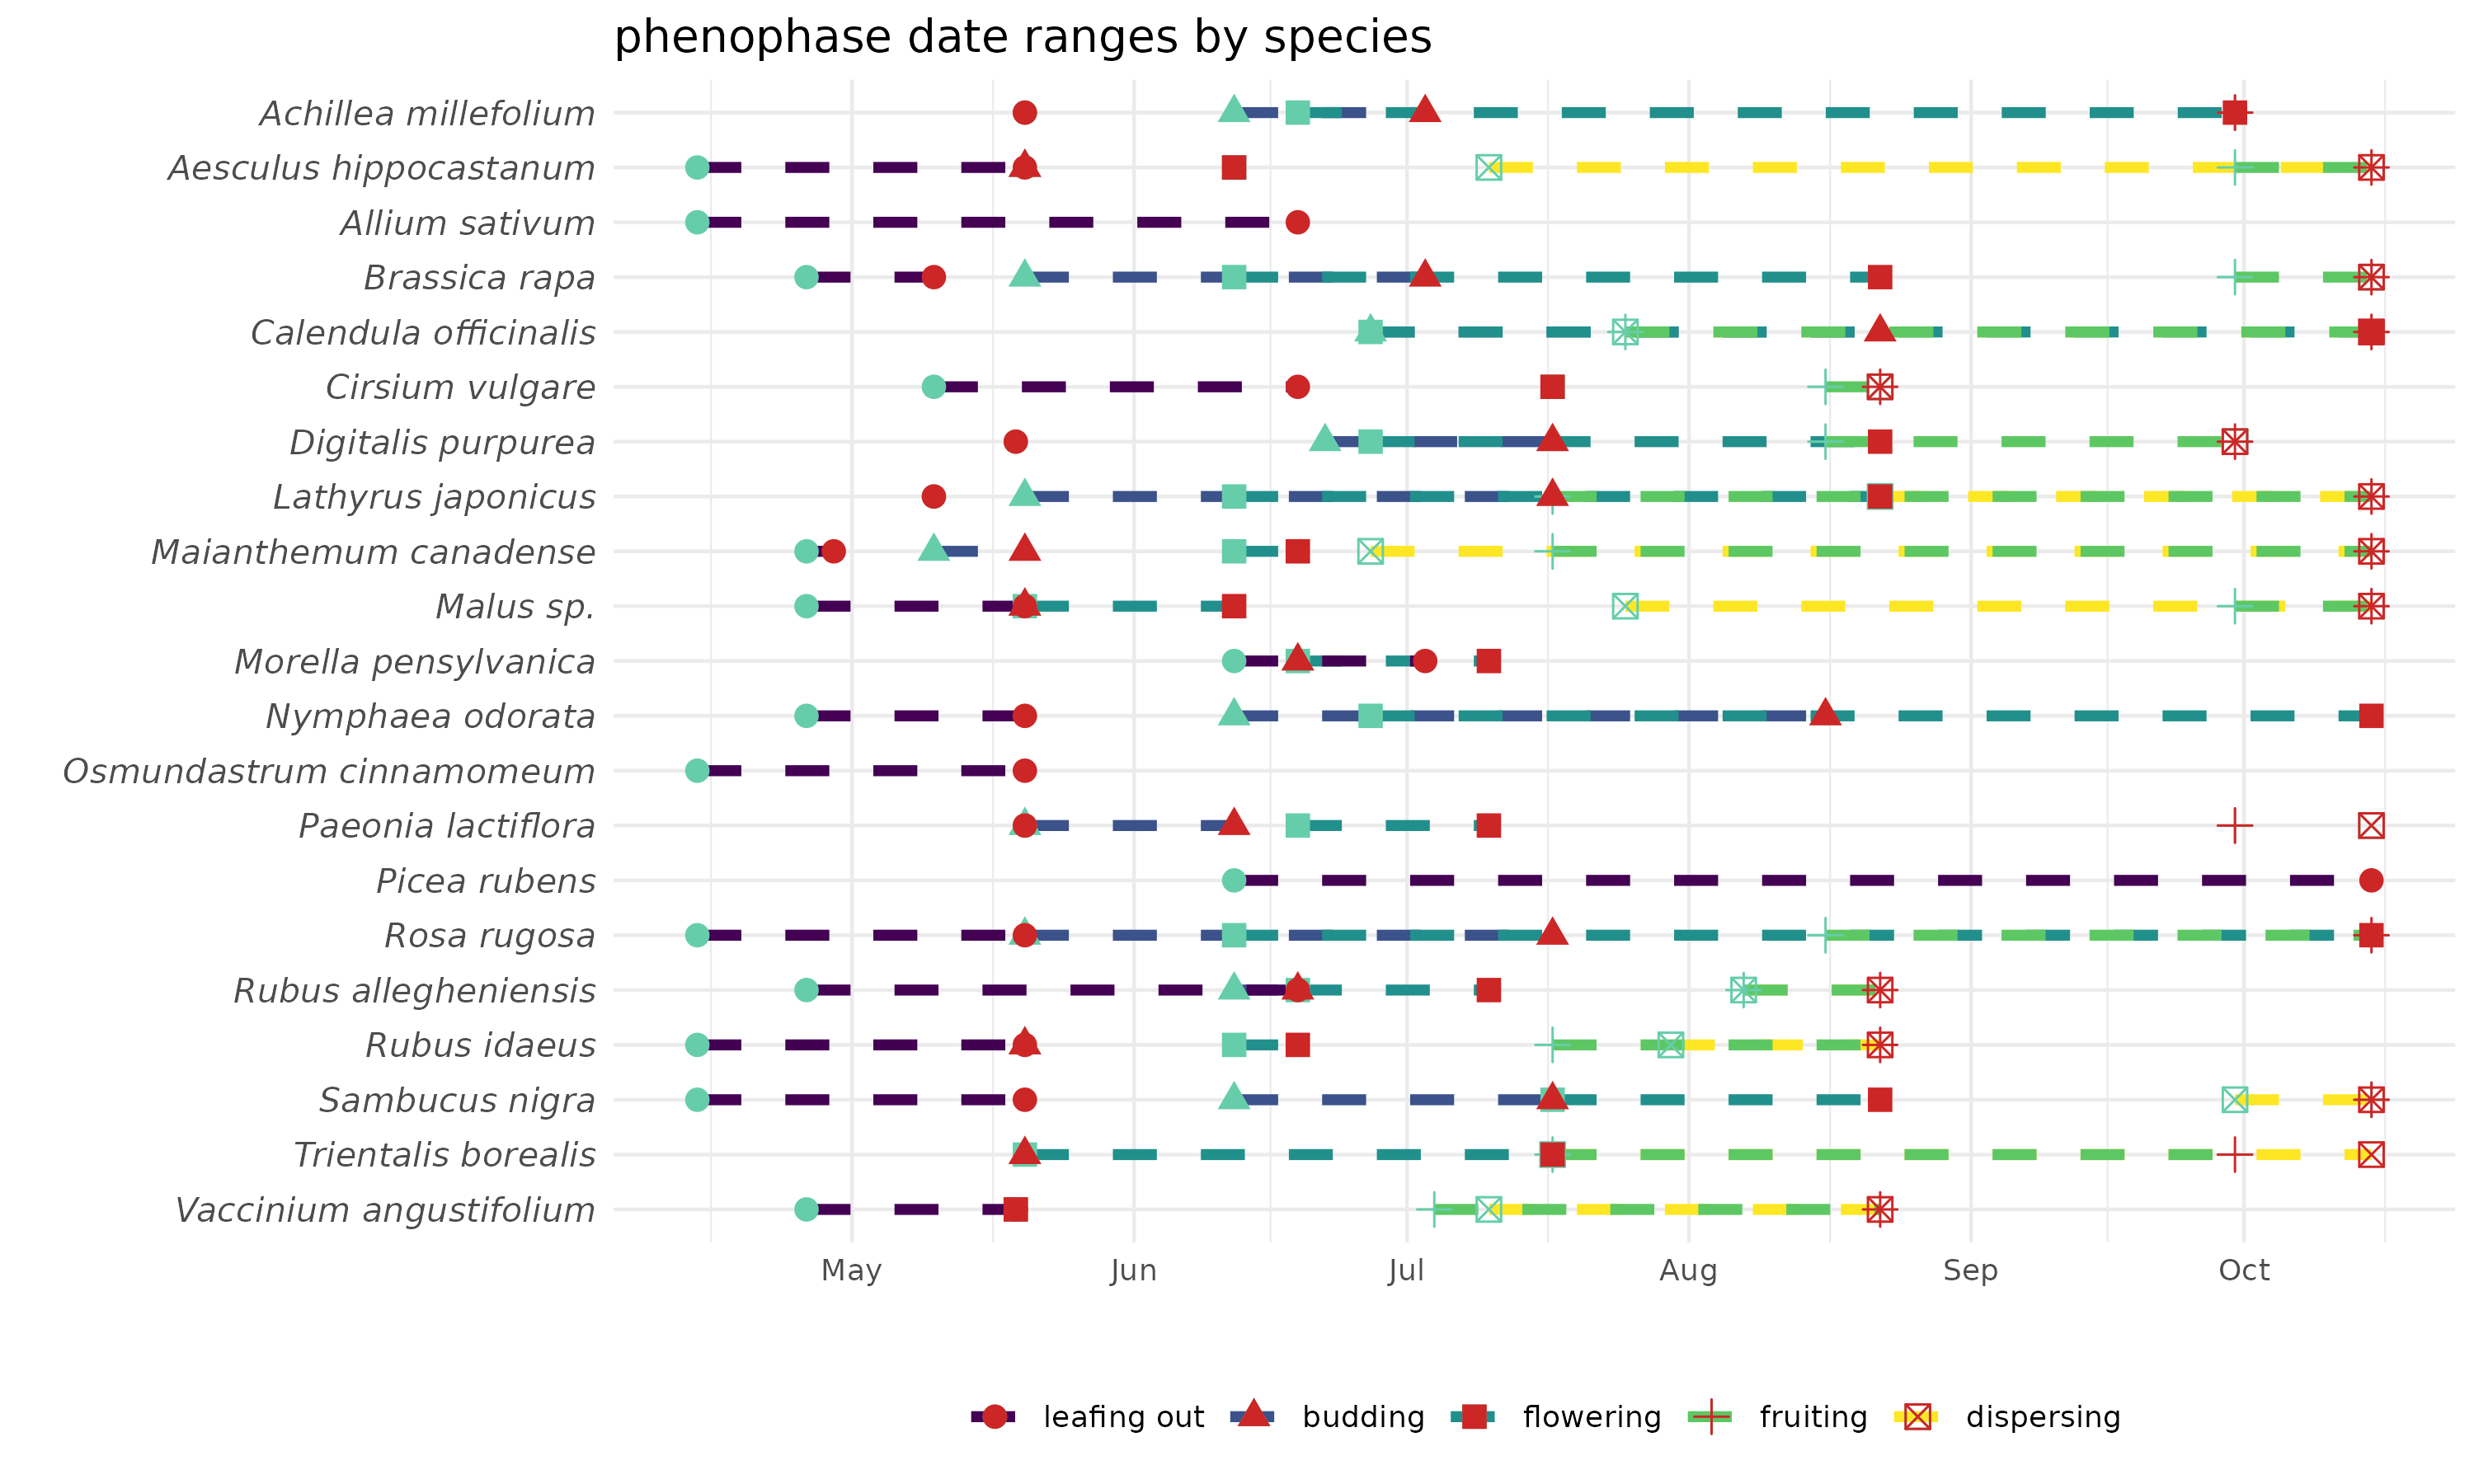 phenophase date ranges by species
Achillea millefolium
Aesculus hippocastanum
Allium sativum
Brassica rapa
Calendula officinalis
Cirsium vulgare
Digitalis purpurea
Lathyrus japonicus
Maianthemum canadense
Malus sp.
Morella pensylvanica
Nymphaea odorata
Osmundastrum cinnamomeum
Paeonia lactiflora
Picea rubens
Rosa rugosa
Rubus allegheniensis
Rubus idaeus
Sambucus nigra
Trientalis borealis
Vaccinium angustifolium
May Jun Jul Aug Sep Oct
leafing out budding flowering fruiting dispersing